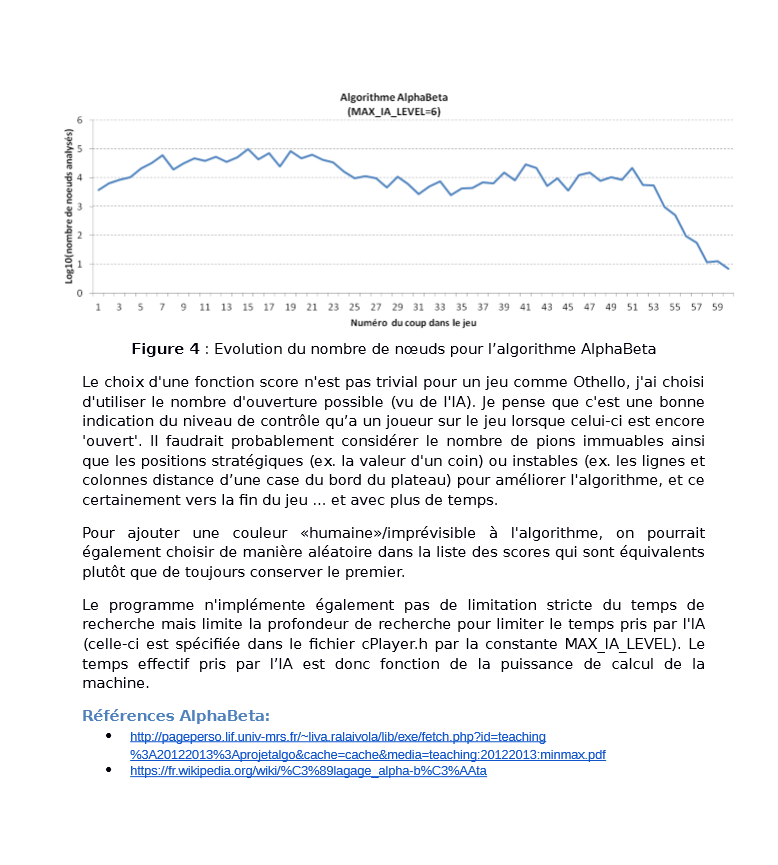 Algorithme AlphaBeta
(MAX_IA_LEVEL=6)
Log10(nombre de noeuds analysés)
6
5
4
3
2
1
0
1 3 5 7 9 11 13 15 17 19 21 23 25 27 29 31 33 35 37 39 41 43 45 47 49 51 53 55 57 59
Numéro du coup dans le jeu
Figure 4 : Evolution du nombre de nœuds pour l’algorithme AlphaBeta
Le choix d'une fonction score n'est pas trivial pour un jeu comme Othello, j'ai choisi
d'utiliser le nombre d'ouverture possible (vu de l'IA). Je pense que c'est une bonne
indication du niveau de contrôle qu’a un joueur sur le jeu lorsque celui-ci est encore
'ouvert'. Il faudrait probablement considérer le nombre de pions immuables ainsi
que les positions stratégiques (ex. la valeur d'un coin) ou instables (ex. les lignes et
colonnes distance d’une case du bord du plateau) pour améliorer l'algorithme, et ce
certainement vers la fin du jeu ... et avec plus de temps.
Pour ajouter une couleur «humaine»/imprévisible à l'algorithme, on pourrait
également choisir de manière aléatoire dans la liste des scores qui sont équivalents
plutôt que de toujours conserver le premier.
Le programme n'implémente également pas de limitation stricte du temps de
recherche mais limite la profondeur de recherche pour limiter le temps pris par l'IA
(celle-ci est spécifiée dans le fichier cPlayer.h par la constante MAX_IA_LEVEL). Le
temps effectif pris par l’IA est donc fonction de la puissance de calcul de la
machine.
Références AlphaBeta:
• http://pageperso.lif.univ-mrs.fr/~liva.ralaivola/lib/exe/fetch.php?id=teaching
%3A20122013%3Aprojetalgo&cache=cache&media=teaching:20122013:minmax.pdf
• https://fr.wikipedia.org/wiki/%C3%89lagage_alpha-b%C3%AAta